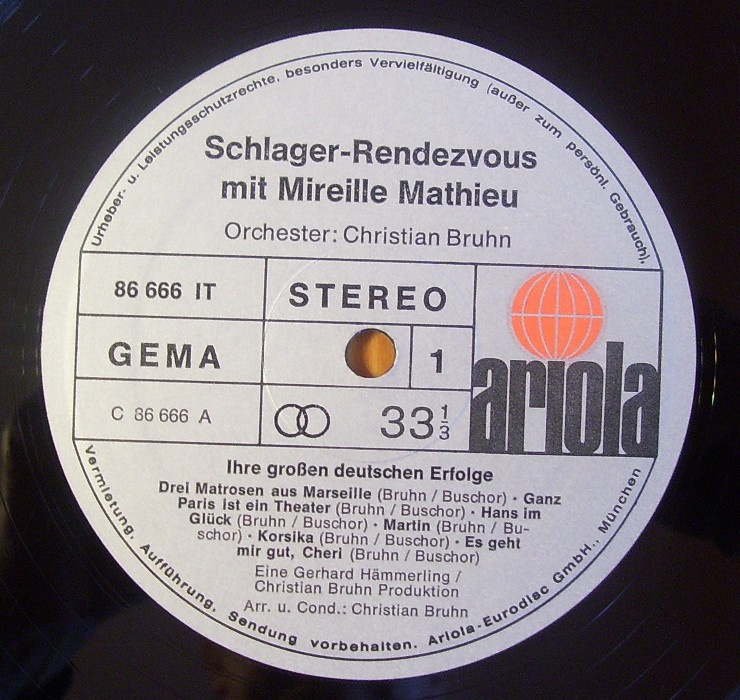 Urheber- u. Leistungsschutzrechte, besonders Vervielfältigung (außer zum persönl. Gebrauch),
Schlager-Rendezvous
mit Mireille Mathieu
Orchester: Christian Bruhn
86 666 IT
STEREO
GEMA
1
C 86 666 A
33 1/3
ariola
Ihre großen deutschen Erfolge
Drei Matrosen aus Marseille (Bruhn / Buschor) · Ganz
Paris ist ein Theater (Bruhn / Buschor) · Hans im
Glück (Bruhn / Buschor) · Martin (Bruhn / Bu-
schor) · Korsika (Bruhn / Buschor) · Es geht
mir gut, Cheri (Bruhn / Buschor)
Eine Gerhard Hämmerling /
Christian Bruhn Produktion
Arr. u. Cond.: Christian Bruhn
Vermietung, Aufführung, Sendung vorbehalten. Ariola-Eurodisc GmbH., München